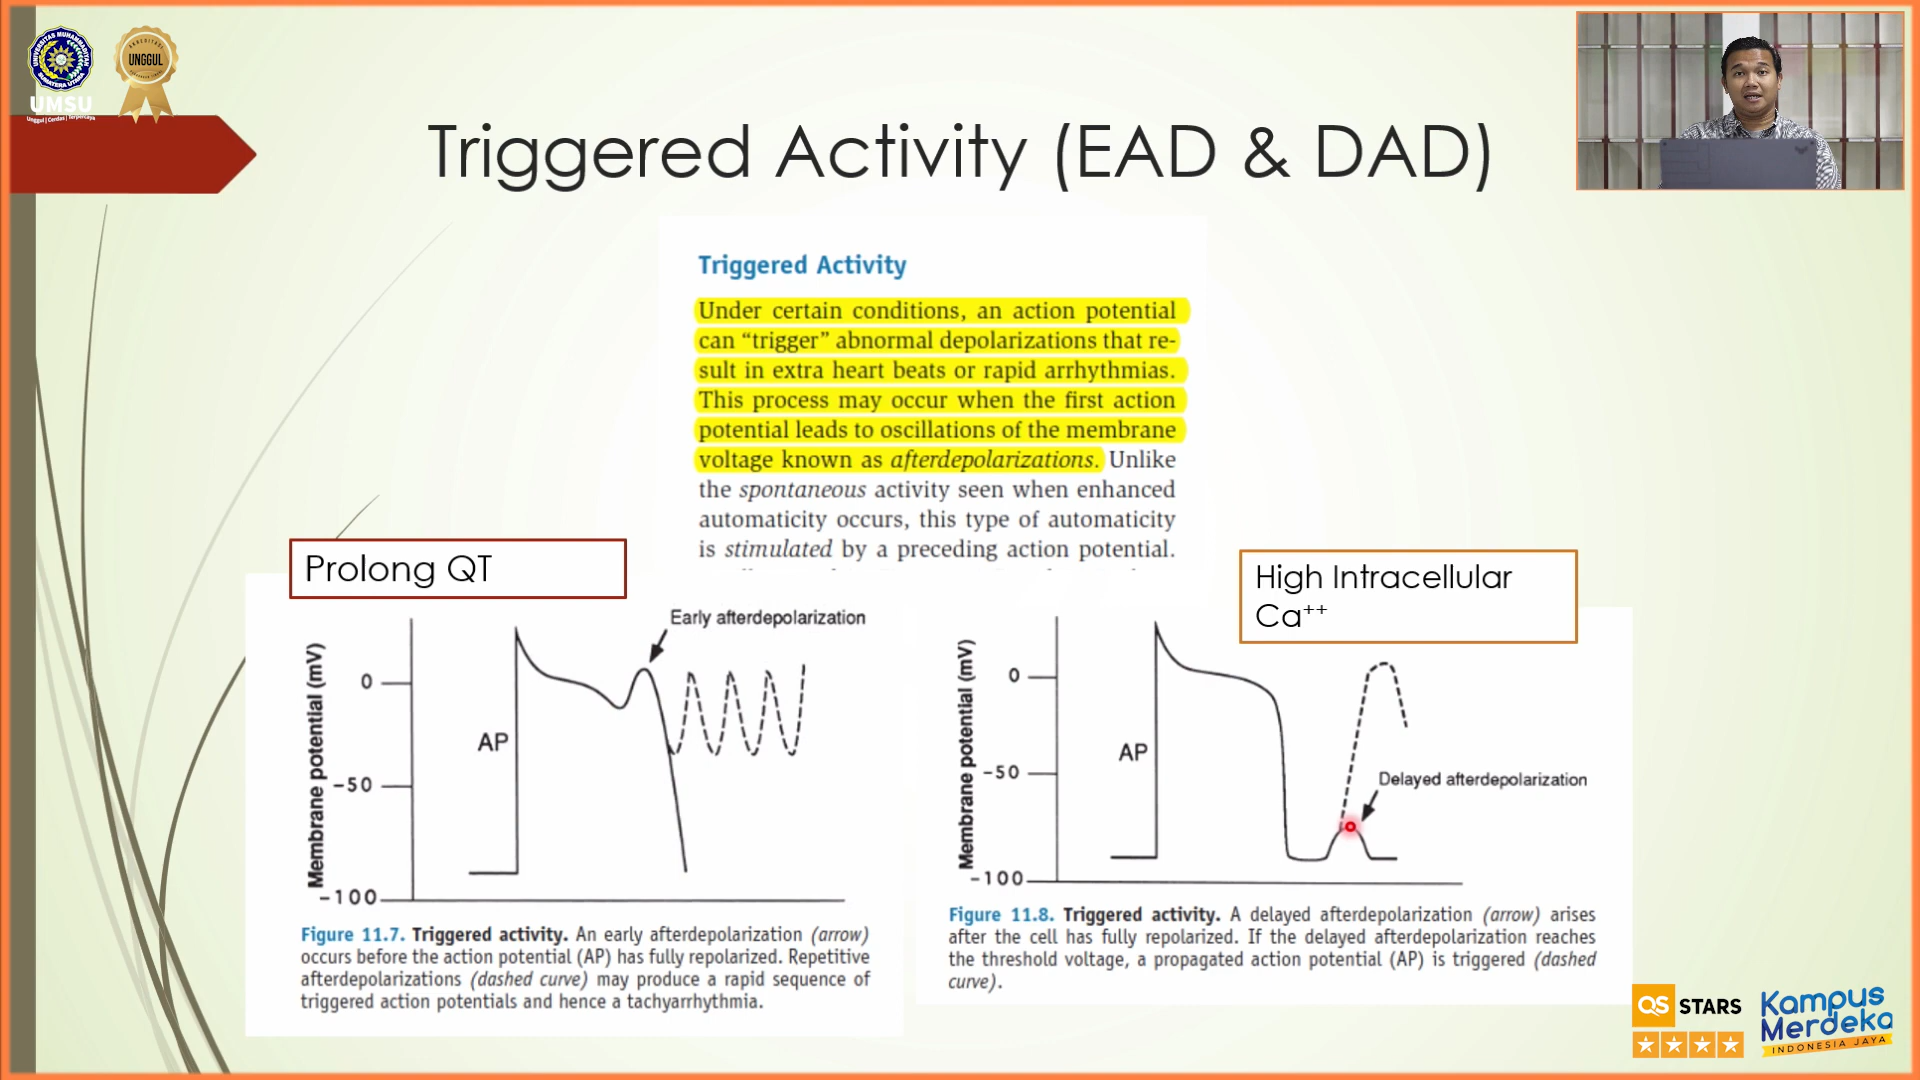 UNIVERSITAS MUHAMMADIYAH
SUMATERA UTARA
UMSU
Unggul | Cerdas | Terpercaya
AKREDITASI
UNGGUL
Triggered Activity (EAD & DAD)
Triggered Activity
Under certain conditions, an action potential
can “trigger” abnormal depolarizations that re-
sult in extra heart beats or rapid arrhythmias.
This process may occur when the first action
potential leads to oscillations of the membrane
voltage known as afterdepolarizations. Unlike
the spontaneous activity seen when enhanced
automaticity occurs, this type of automaticity
is stimulated by a preceding action potential.
Prolong QT
Early afterdepolarization
Membrane potential (mV)
0
AP
-50
-100
Figure 11.7. Triggered activity. An early afterdepolarization (arrow)
occurs before the action potential (AP) has fully repolarized. Repetitive
afterdepolarizations (dashed curve) may produce a rapid sequence of
triggered action potentials and hence a tachyarrhythmia.
High Intracellular
Ca++
Membrane potential (mV)
0
AP
-50
Delayed afterdepolarization
-100
Figure 11.8. Triggered activity. A delayed afterdepolarization (arrow) arises
after the cell has fully repolarized. If the delayed afterdepolarization reaches
the threshold voltage, a propagated action potential (AP) is triggered (dashed
curve).
QS STARS
Kampus
Merdeka
INDONESIA JAYA